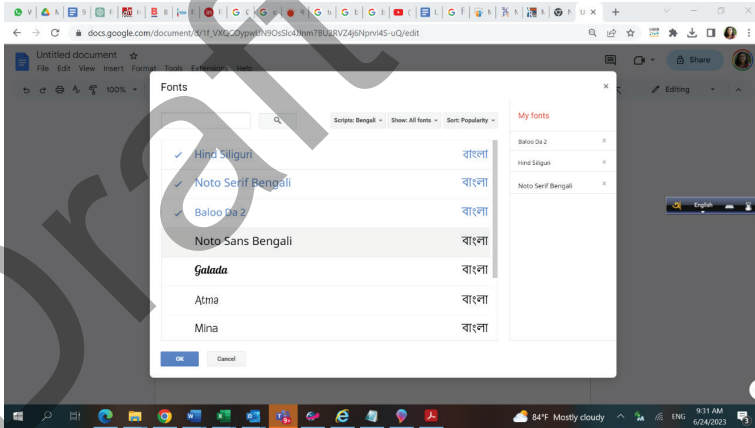 docs.google.com/document/d/1f_VXQCOypwUN9OsSlc4Jnm7BU2RVZ4j6Nprvl4S-uQ/edit
Untitled document
File Edit View Insert Format Tools Extensions Help
Share
100%
Editing
Fonts
Scripts: Bengali
Show: All fonts
Sort: Popularity
Hind Siliguri বাংলা
Noto Serif Bengali বাংলা
Baloo Da 2 বাংলা
Noto Sans Bengali বাংলা
Galada বাংলা
Atma বাংলা
Mina বাংলা
OK
Cancel
My fonts
Baloo Da 2
Hind Siliguri
Noto Serif Bengali
অ English
84°F Mostly cloudy
ENG
9:31 AM
6/24/2023
Draft